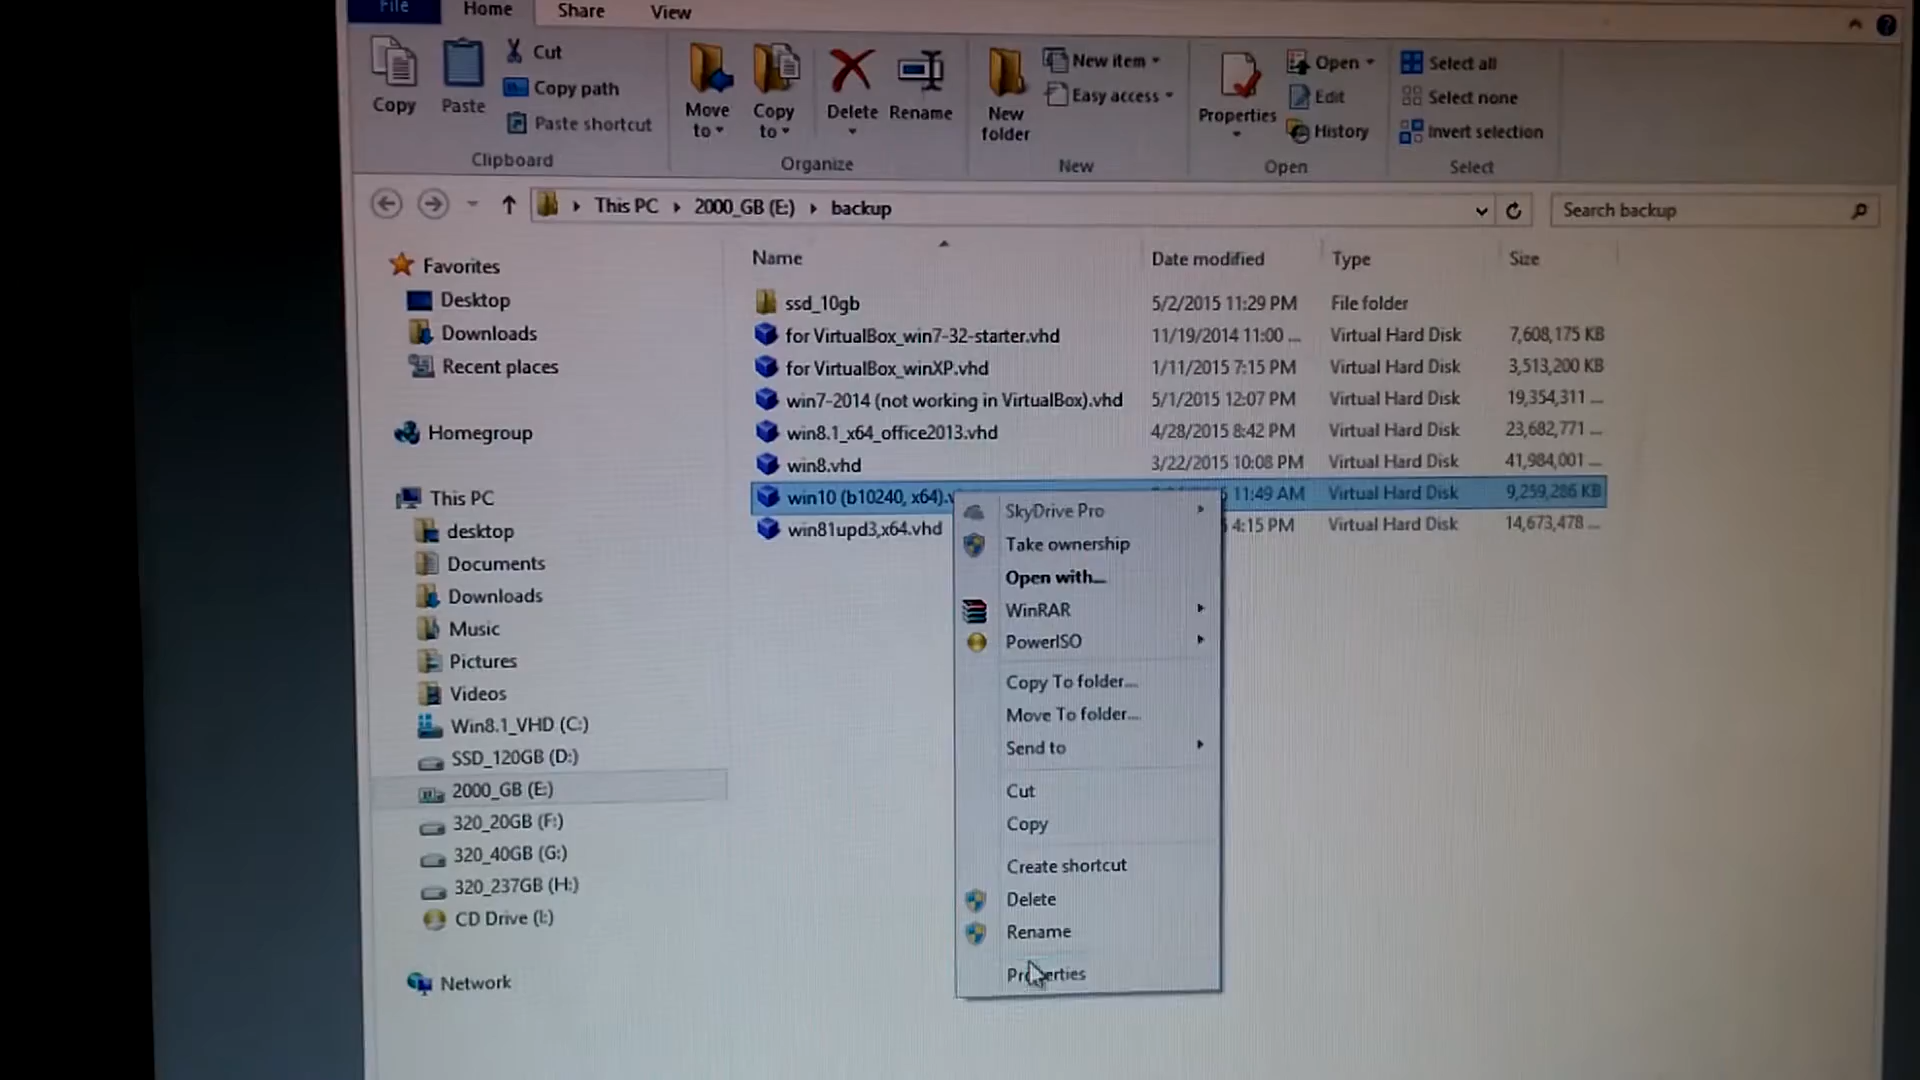 File
Home
Share
View
Copy
Paste
Cut
Copy path
Paste shortcut
Clipboard
Move to
Copy to
Delete
Rename
Organize
New folder
New item
Easy access
New
Properties
Open
Edit
History
Open
Select all
Select none
Invert selection
Select
This PC
2000_GB (E:)
backup
Search backup
Name
Date modified
Type
Size
ssd_10gb 5/2/2015 11:29 PM File folder
for VirtualBox_win7-32-starter.vhd 11/19/2014 11:00 ... Virtual Hard Disk 7,608,175 KB
for VirtualBox_winXP.vhd 1/11/2015 7:15 PM Virtual Hard Disk 3,513,200 KB
win7-2014 (not working in VirtualBox).vhd 5/1/2015 12:07 PM Virtual Hard Disk 19,354,311 ...
win8.1_x64_office2013.vhd 4/28/2015 8:42 PM Virtual Hard Disk 23,682,771 ...
win8.vhd 3/22/2015 10:08 PM Virtual Hard Disk 41,984,001 ...
win10 (b10240, x64). 11:49 AM Virtual Hard Disk 9,259,286 KB
win81upd3,x64.vhd 4:15 PM Virtual Hard Disk 14,673,478 ...
Favorites
Desktop
Downloads
Recent places
Homegroup
This PC
desktop
Documents
Downloads
Music
Pictures
Videos
Win8.1_VHD (C:)
SSD_120GB (D:)
2000_GB (E:)
320_20GB (F:)
320_40GB (G:)
320_237GB (H:)
CD Drive (I:)
Network
SkyDrive Pro
Take ownership
Open with...
WinRAR
PowerISO
Copy To folder...
Move To folder...
Send to
Cut
Copy
Create shortcut
Delete
Rename
Properties